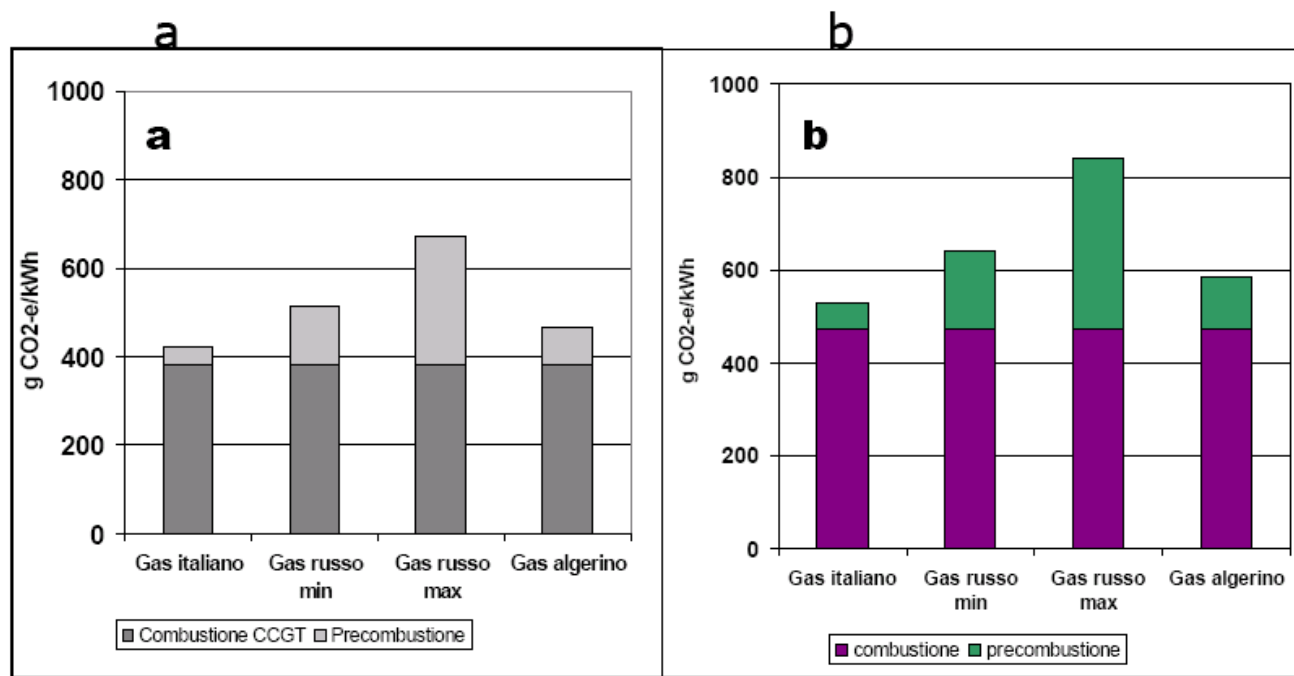 a
b
a
g CO2-e/kWh
1000
800
600
400
200
0
Gas italiano
Gas russo
min
Gas russo
max
Gas algerino
Combustione CCGT
Precombustione
b
g CO2-e/kWh
1000
800
600
400
200
0
Gas italiano
Gas russo
min
Gas russo
max
Gas algerino
combustione
precombustione